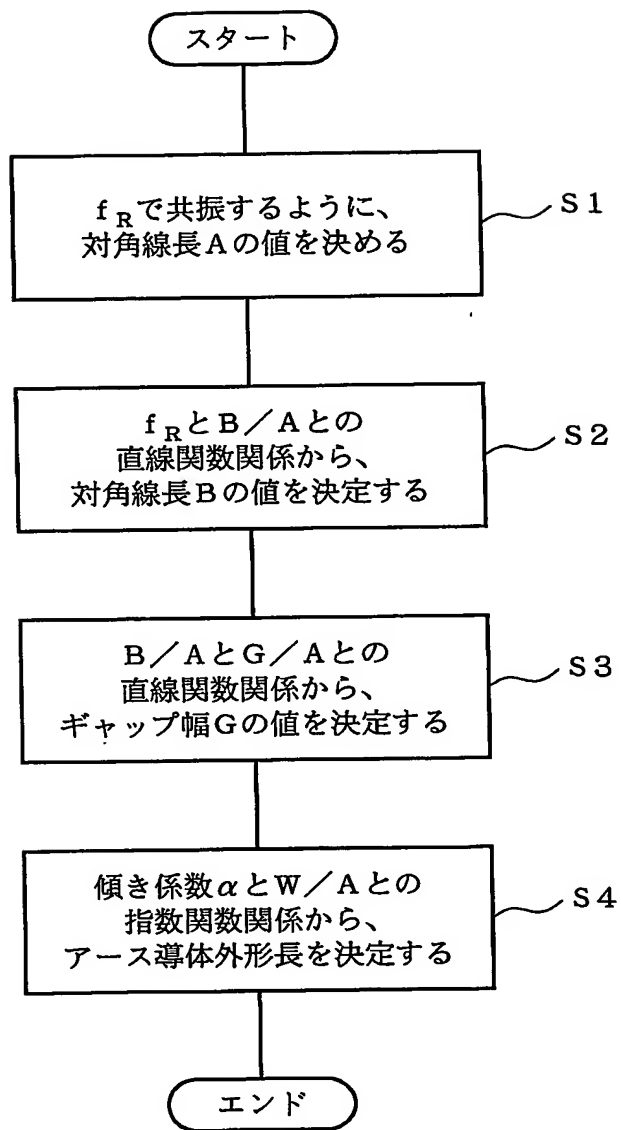 スタート
f_Rで共振するように、
対角線長Aの値を決める
S1
f_RとB/Aとの
直線関数関係から、
対角線長Bの値を決定する
S2
B/AとG/Aとの
直線関数関係から、
ギャップ幅Gの値を決定する
S3
傾き係数αとW/Aとの
指数関数関係から、
アース導体外形長を決定する
S4
エンド